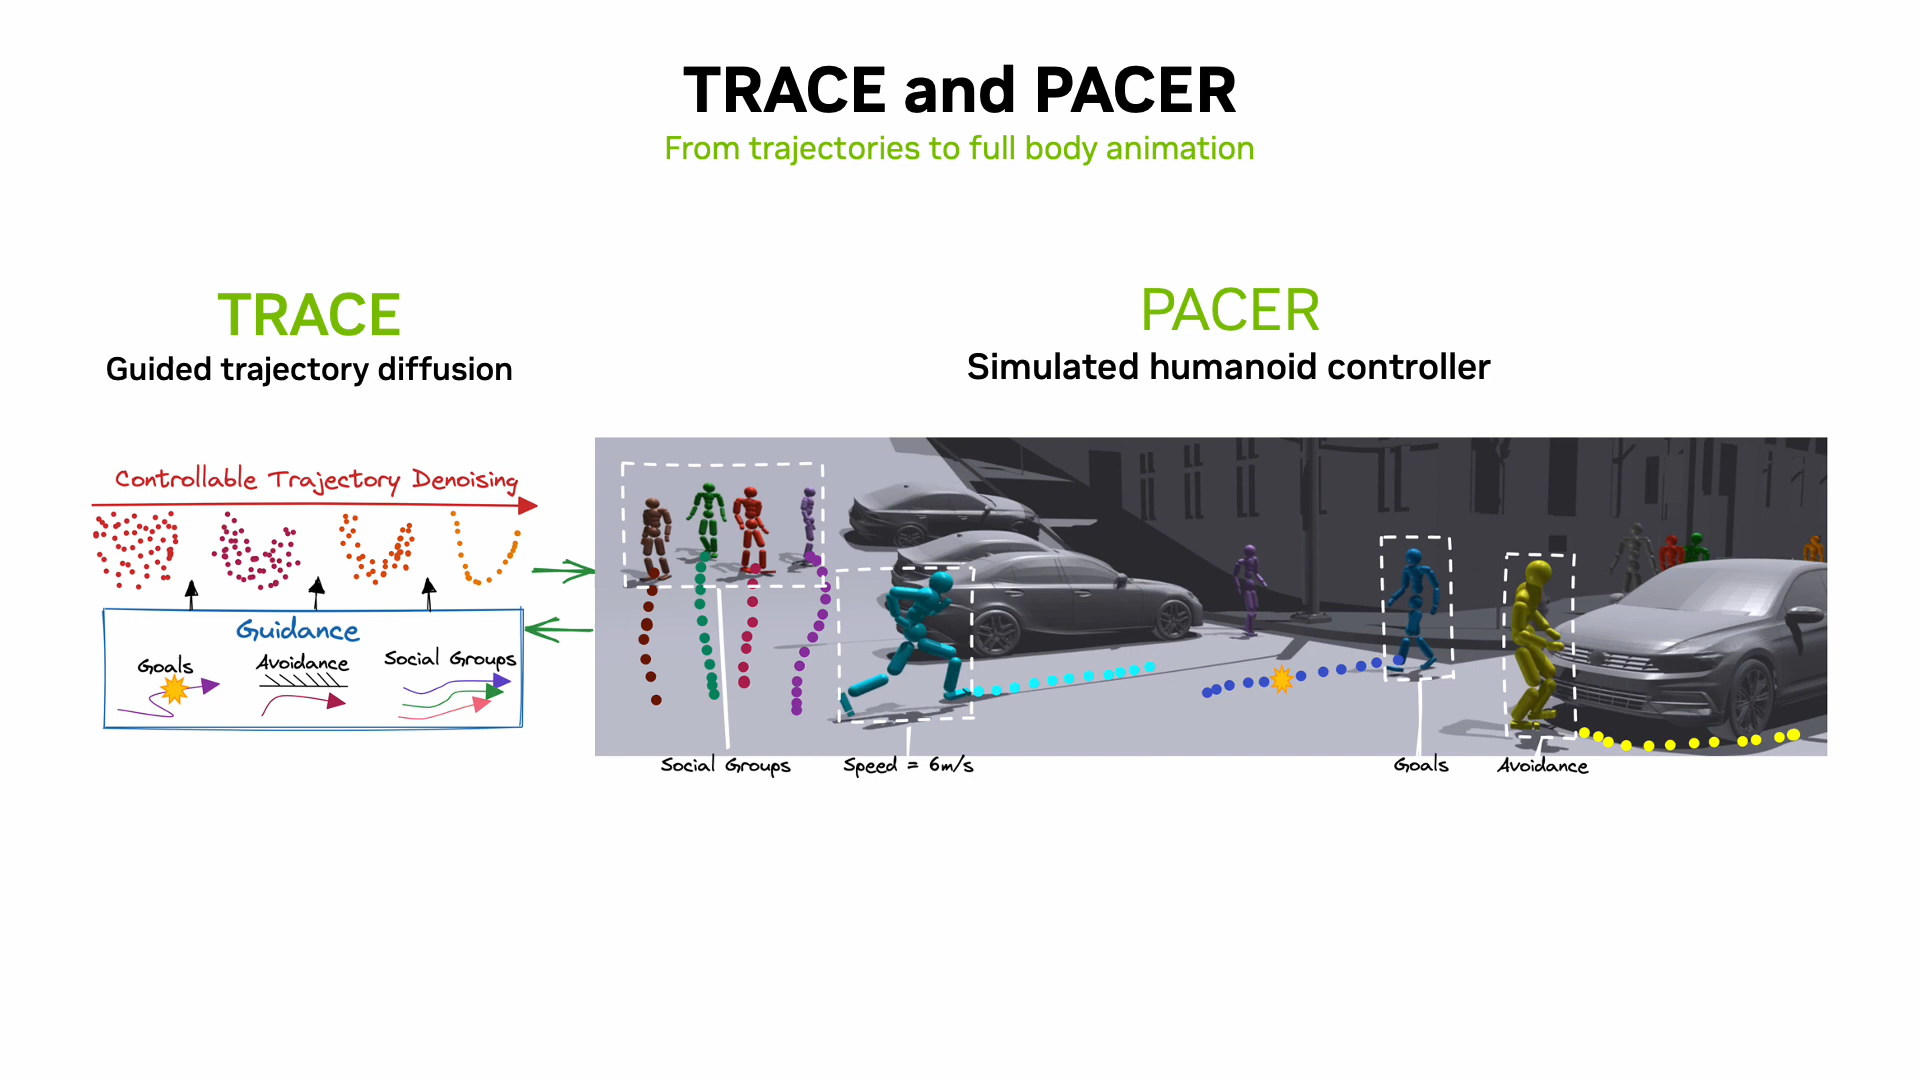 TRACE and PACER
From trajectories to full body animation
TRACE
Guided trajectory diffusion
Controllable Trajectory Denoising
Guidance
Goals
Avoidance
Social Groups
PACER
Simulated humanoid controller
Social Groups
Speed = 6m/s
Goals
Avoidance